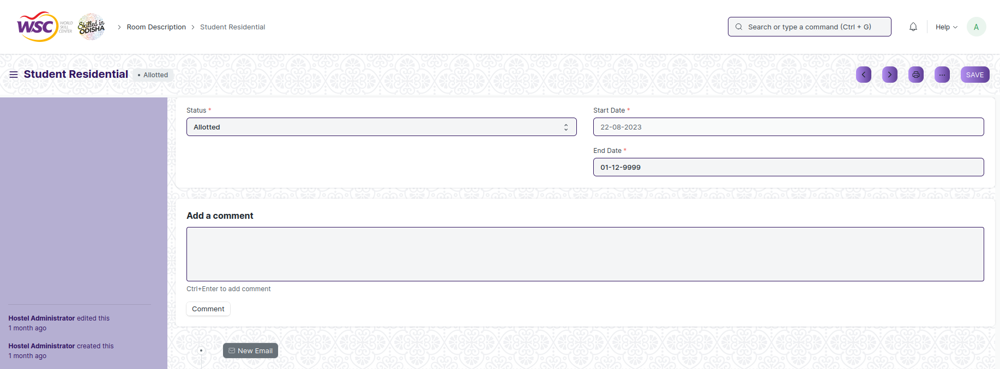 WSC WORLD SKILL CENTER Skilled in ODISHA > Room Description > Student Residential Search or type a command (Ctrl + G) Help A
Student Residential • Allotted ... SAVE
Status * Start Date *
Allotted 22-08-2023
End Date *
01-12-9999
Add a comment
Ctrl+Enter to add comment
Comment
Hostel Administrator edited this
1 month ago
Hostel Administrator created this
1 month ago
New Email